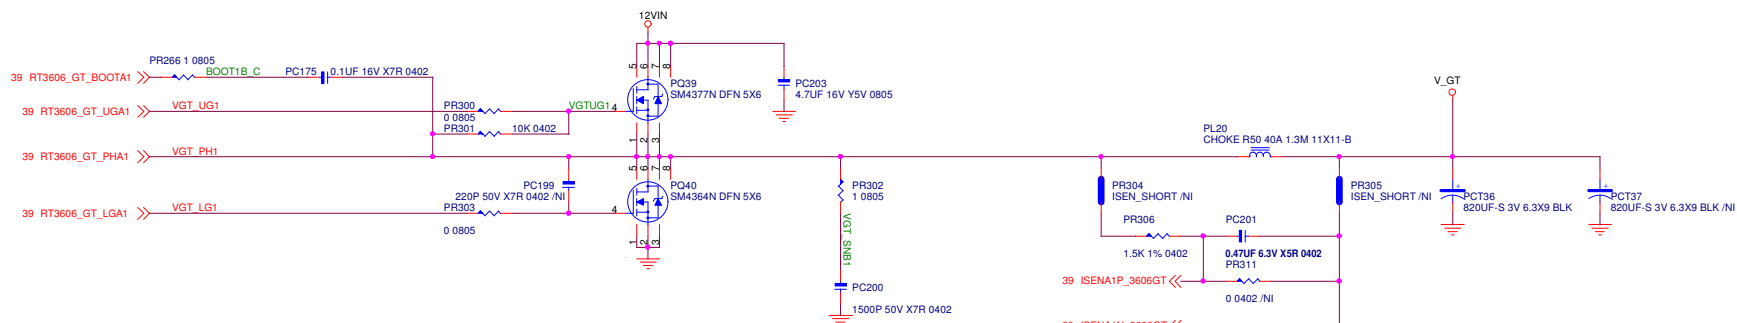 12VIN
PR266 1 0805
39 RT3606_GT_BOOTA1
BOOT1B_C
PC175
0.1UF 16V X7R 0402
5
6
7
8
PQ39
SM4377N DFN 5X6
PC203
4.7UF 16V Y5V 0805
39 RT3606_GT_UGA1
VGT_UG1
PR300
0 0805
VGTUG1
4
PR301
10K 0402
1
2
3
V_GT
PL20
CHOKE R50 40A 1.3M 11X11-B
39 RT3606_GT_PHA1
VGT_PH1
5
6
7
8
PC199
220P 50V X7R 0402 /NI
PQ40
SM4364N DFN 5X6
PR302
1 0805
PR304
ISEN_SHORT /NI
PR305
ISEN_SHORT /NI
PCT36
820UF-S 3V 6.3X9 BLK
PCT37
820UF-S 3V 6.3X9 BLK /NI
39 RT3606_GT_LGA1
VGT_LG1
PR303
0 0805
4
1
2
3
VGT_SNB1
PR306
1.5K 1% 0402
PC201
0.47UF 6.3V X5R 0402
PR311
0 0402 /NI
39 ISENA1P_3606GT
PC200
1500P 50V X7R 0402